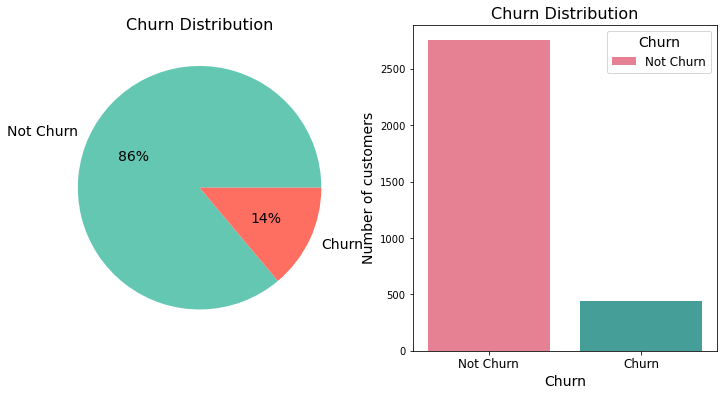 Churn Distribution
Not Churn
86%
14%
Churn
Churn Distribution
Churn
Not Churn
Number of customers
2500
2000
1500
1000
500
0
Not Churn
Churn
Churn